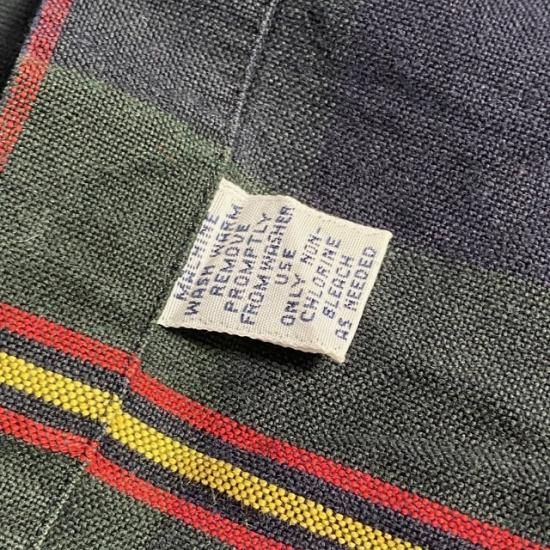 MACHINE
WASH WARM
REMOVE
PROMPTLY
FROM WASHER
USE
ONLY NON-
CHLORINE
BLEACH
AS NEEDED